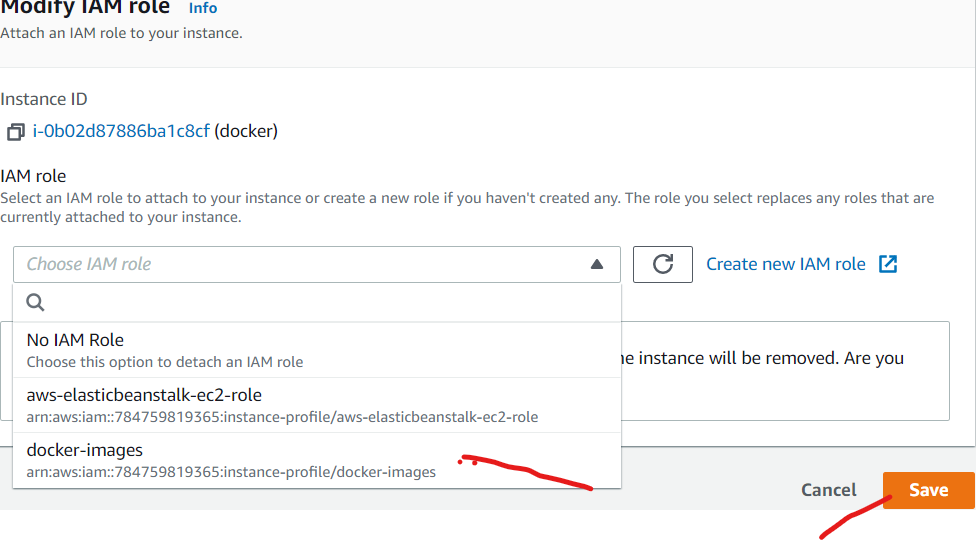 Modify IAM role Info
Attach an IAM role to your instance.
Instance ID
i-0b02d87886ba1c8cf (docker)
IAM role
Select an IAM role to attach to your instance or create a new role if you haven't created any. The role you select replaces any roles that are
currently attached to your instance.
Choose IAM role
Create new IAM role
No IAM Role
Choose this option to detach an IAM role
instance will be removed. Are you
aws-elasticbeanstalk-ec2-role
arn:aws:iam::784759819365:instance-profile/aws-elasticbeanstalk-ec2-role
docker-images
arn:aws:iam::784759819365:instance-profile/docker-images
Cancel
Save